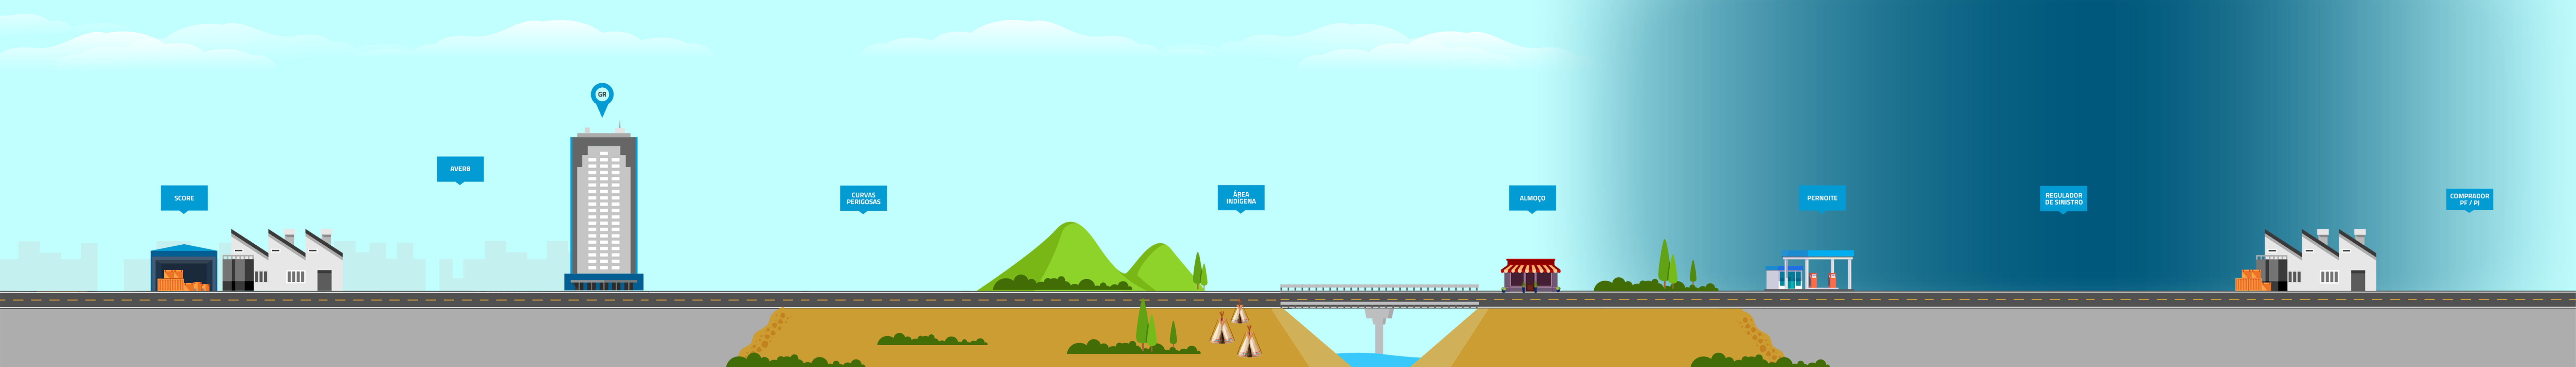 SCORE
AVERB
GR
CURVAS
PERIGOSAS
ÁREA
INDÍGENA
ALMOÇO
PERNOITE
REGULADOR
DE SINISTRO
COMPRADOR
PF / PJ